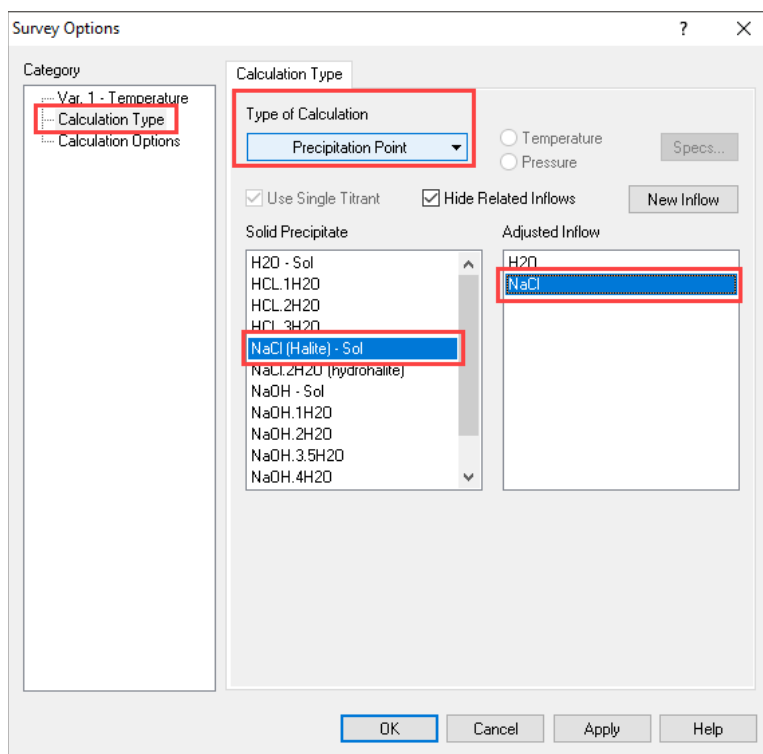 Survey Options
?
Category
Var. 1 - Temperature
Calculation Type
Calculation Options
Calculation Type
Type of Calculation
Precipitation Point
Temperature
Pressure
Specs...
Use Single Titrant
Hide Related Inflows
New Inflow
Solid Precipitate
H2O - Sol
HCL.1H2O
HCL.2H2O
HCL.3H2O
NaCl (Halite) - Sol
NaCl.2H2O (hydrohalite)
NaOH - Sol
NaOH.1H2O
NaOH.2H2O
NaOH.3.5H2O
NaOH.4H2O
Adjusted Inflow
H2O
NaCl
OK
Cancel
Apply
Help